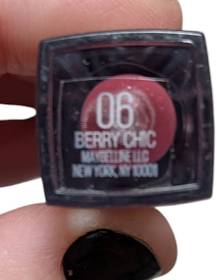 06
BERRY CHIC
MAYBELLINE LLC
NEW YORK, NY 10001